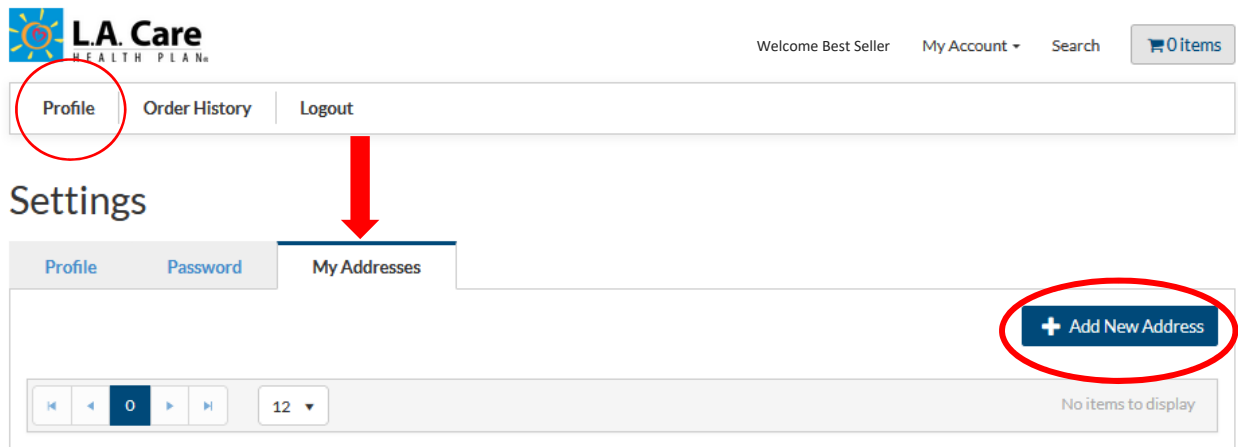 L.A. Care
HEALTH PLAN®
Welcome Best Seller My Account Search 0 items
Profile Order History Logout
Settings
Profile Password My Addresses
Add New Address
0 12 No items to display